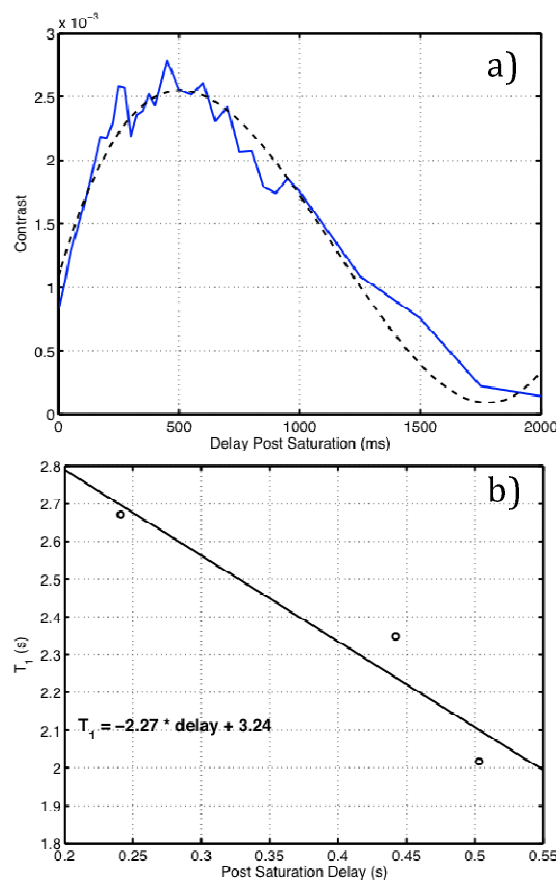 × 10⁻³
a)
3
2.5
2
1.5
1
0.5
0
Contrast
0 500 1000 1500 2000
Delay Post Saturation (ms)
b)
2.8
2.7
2.6
2.5
2.4
2.3
2.2
2.1
2
1.9
1.8
T₁ (s)
T₁ = −2.27 * delay + 3.24
0.2 0.25 0.3 0.35 0.4 0.45 0.5 0.55
Post Saturation Delay (s)